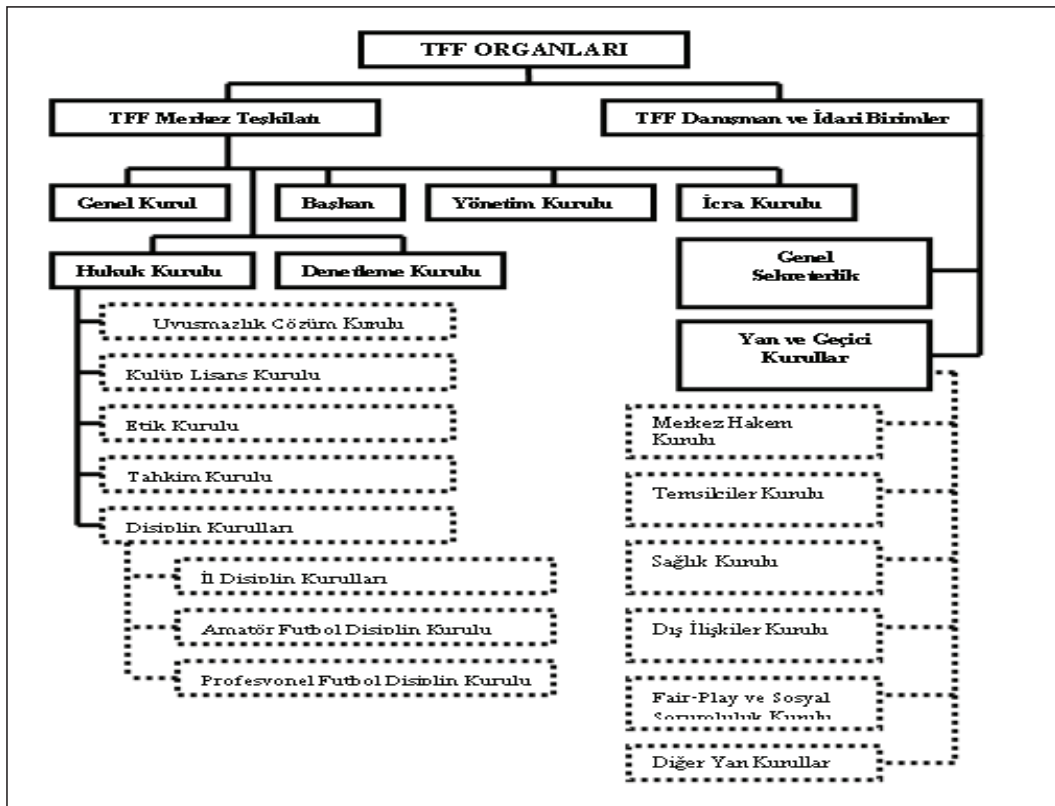 TFF ORGANLARI
TFF Merkez Teşkilatı
TFF Danışman ve İdari Birimler
Genel Kurul
Başkan
Yönetim Kurulu
İcra Kurulu
Hukuk Kurulu
Denetleme Kurulu
Genel
Sekreterlik
Uyuşmazlık Çözüm Kurulu
Kulüp Lisans Kurulu
Etik Kurulu
Tahkim Kurulu
Disiplin Kurulları
İl Disiplin Kurulları
Amatör Futbol Disiplin Kurulu
Profesyonel Futbol Disiplin Kurulu
Yan ve Geçici
Kurullar
Merkez Hakem
Kurulu
Temsilciler Kurulu
Sağlık Kurulu
Dış İlişkiler Kurulu
Fair-Play ve Sosyal
Sorumluluk Kurulu
Diğer Yan Kurullar